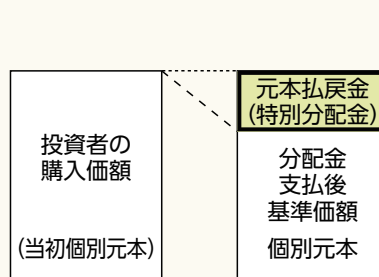 投資者の
購入価額
(当初個別元本)
元本払戻金
(特別分配金)
分配金
支払後
基準価額
個別元本